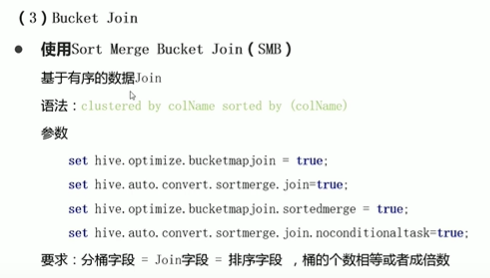 （3）Bucket Join
● 使用Sort Merge Bucket Join（SMB）
基于有序的数据Join
语法：clustered by colName sorted by (colName)
参数
set hive.optimize.bucketmapjoin = true;
set hive.auto.convert.sortmerge.join=true;
set hive.optimize.bucketmapjoin.sortedmerge = true;
set hive.auto.convert.sortmerge.join.noconditionaltask=true;
要求：分桶字段 = Join字段 = 排序字段 ，桶的个数相等或者成倍数